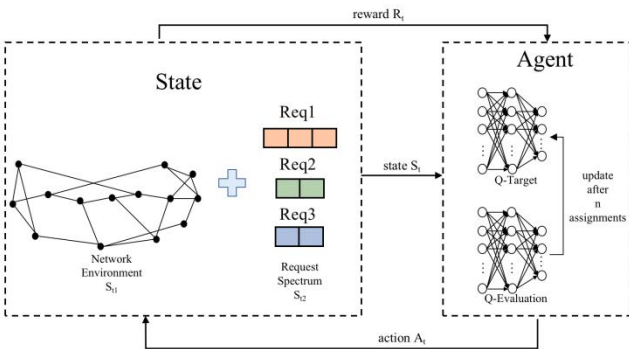 reward Rt
State
Agent
Req1
Req2
Req3
state St
Network
Environment
St1
Request
Spectrum
St2
Q-Target
update
after
n
assignments
Q-Evaluation
action At